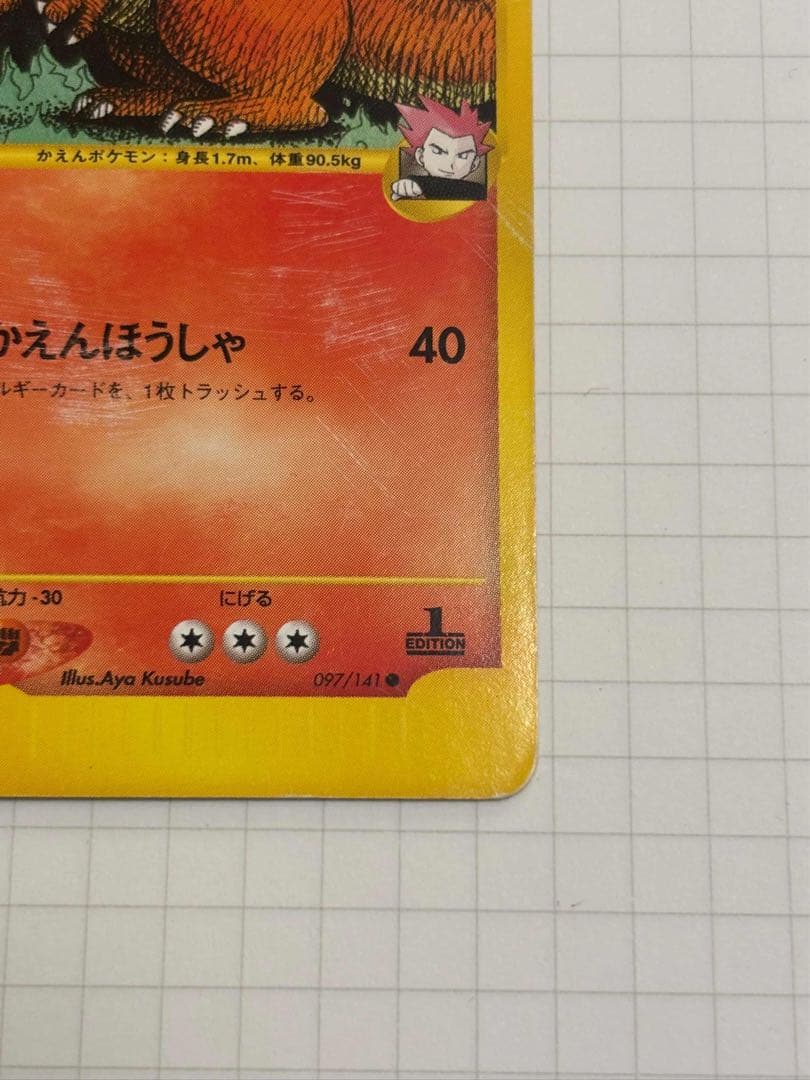 かえんポケモン：身長1.7m、体重90.5kg
かえんほうしゃ 40
ルギーカードを、1枚トラッシュする。
抗力 -30 にげる
1 EDITION
Illus.Aya Kusube 097/141 ●